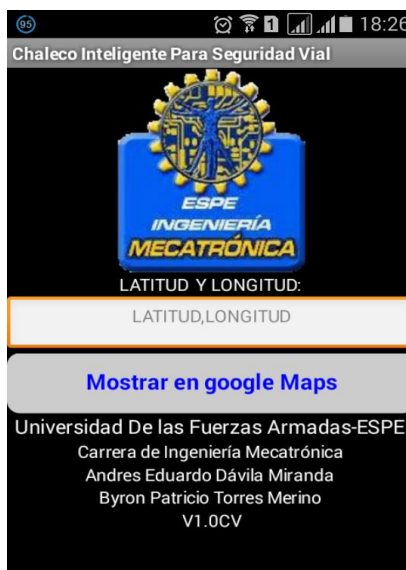 95
1
18:26
Chaleco Inteligente Para Seguridad Vial
ESPE
INGENIERÍA
MECATRÓNICA
LATITUD Y LONGITUD:
LATITUD,LONGITUD
Mostrar en google Maps
Universidad De las Fuerzas Armadas-ESPE
Carrera de Ingeniería Mecatrónica
Andres Eduardo Dávila Miranda
Byron Patricio Torres Merino
V1.0CV